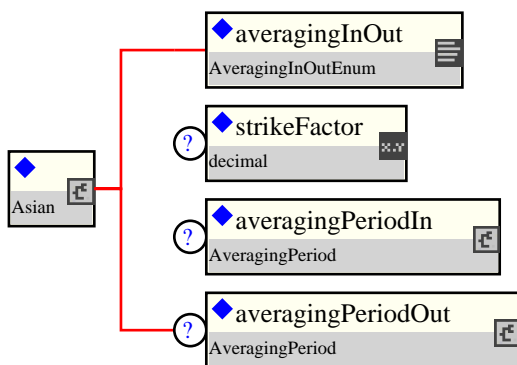 averagingInOut
AveragingInOutEnum
?
strikeFactor
x.Y
decimal
Asian
?
averagingPeriodIn
AveragingPeriod
?
averagingPeriodOut
AveragingPeriod